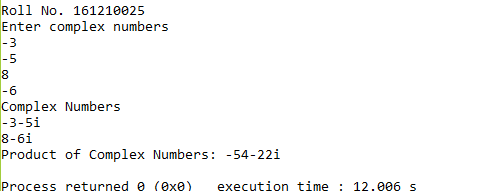 Roll No. 161210025
Enter complex numbers
-3
-5
8
-6
Complex Numbers
-3-5i
8-6i
Product of Complex Numbers: -54-22i
Process returned 0 (0x0)   execution time : 12.006 s